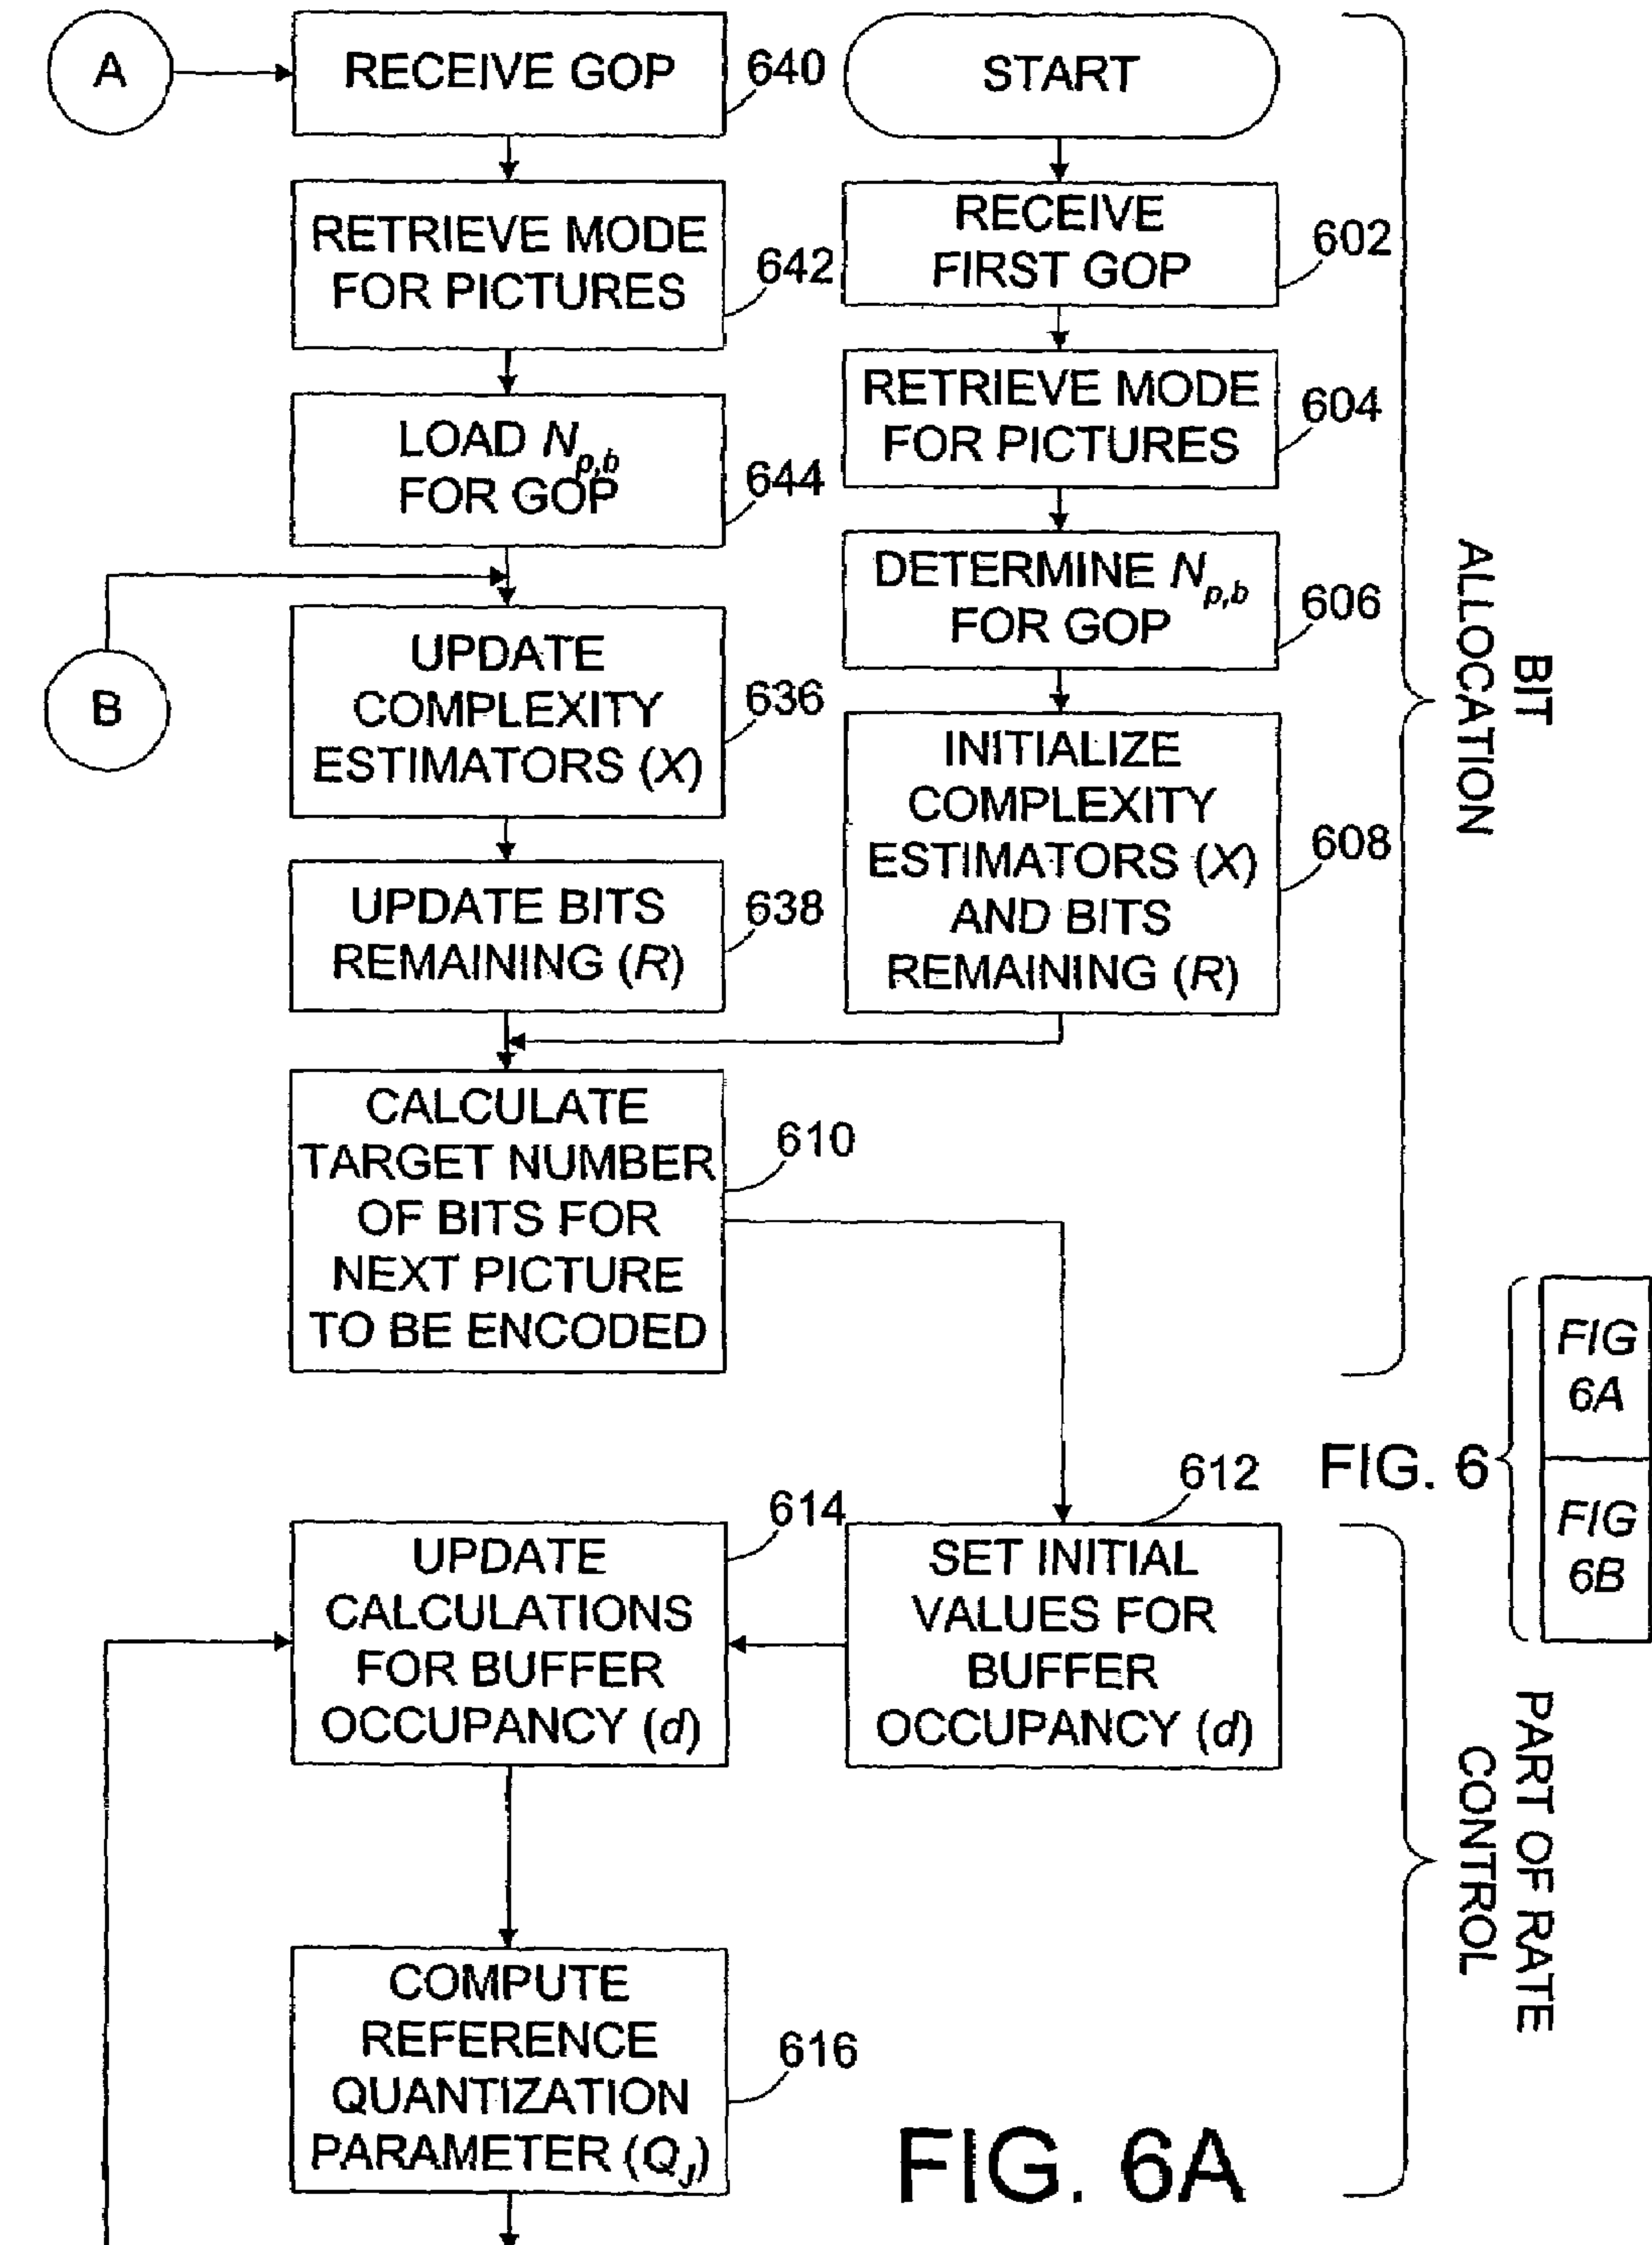 A
RECEIVE GOP
640
RETRIEVE MODE
FOR PICTURES
642
LOAD Np,b
FOR GOP
644
B
UPDATE
COMPLEXITY
ESTIMATORS (X)
636
UPDATE BITS
REMAINING (R)
638
START
RECEIVE
FIRST GOP
602
RETRIEVE MODE
FOR PICTURES
604
DETERMINE Np,b
FOR GOP
606
INITIALIZE
COMPLEXITY
ESTIMATORS (X)
AND BITS
REMAINING (R)
608
CALCULATE
TARGET NUMBER
OF BITS FOR
NEXT PICTURE
TO BE ENCODED
610
BIT
ALLOCATION
FIG. 6
FIG
6A
FIG
6B
SET INITIAL
VALUES FOR
BUFFER
OCCUPANCY (d)
612
UPDATE
CALCULATIONS
FOR BUFFER
OCCUPANCY (d)
614
COMPUTE
REFERENCE
QUANTIZATION
PARAMETER (QJ)
616
PART OF RATE
CONTROL
FIG. 6A